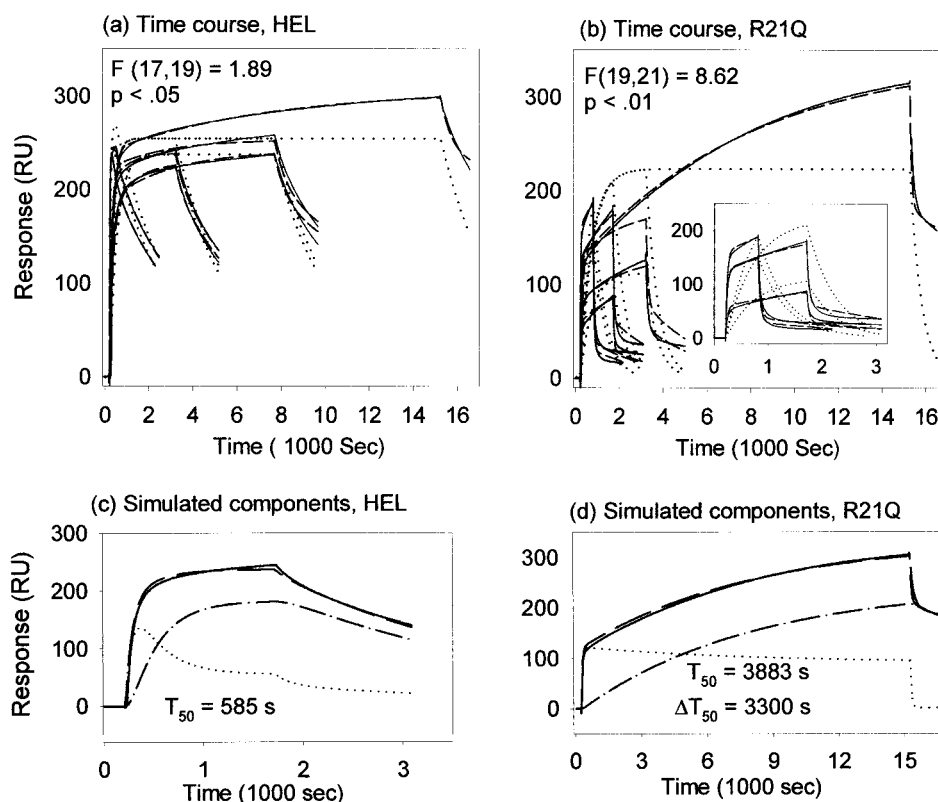 (a) Time course, HEL
F (17,19) = 1.89
p < .05
Response (RU)
300
200
100
0
0 2 4 6 8 10 12 14 16
Time ( 1000 Sec)
(b) Time course, R21Q
F(19,21) = 8.62
p < .01
300
200
100
0
200
100
0
0 1 2 3
0 2 4 6 8 10 12 14 16
Time (1000 Sec)
(c) Simulated components, HEL
Response (RU)
300
200
100
0
T50 = 585 s
0 1 2 3
Time (1000 sec)
(d) Simulated components, R21Q
300
200
100
0
T50 = 3883 s
ΔT50 = 3300 s
0 3 6 9 12 15
Time (1000 sec)